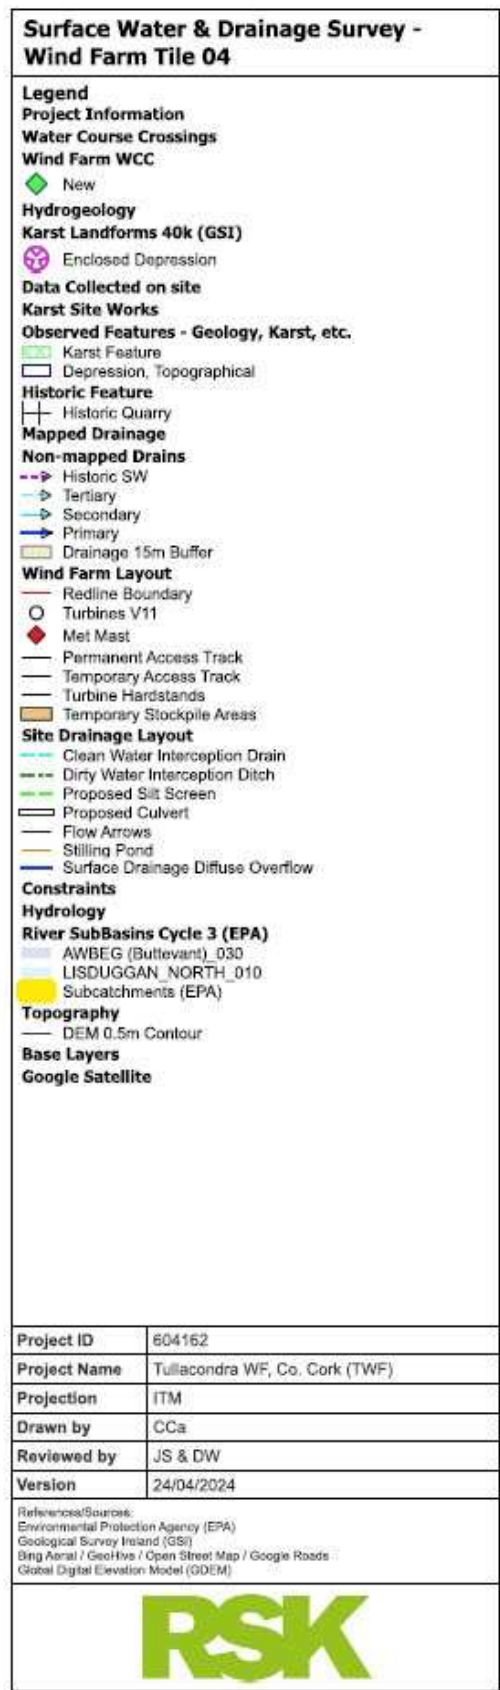 Surface Water & Drainage Survey -
Wind Farm Tile 04
Legend
Project Information
Water Course Crossings
Wind Farm WCC
New
Hydrogeology
Karst Landforms 40k (GSI)
Enclosed Depression
Data Collected on site
Karst Site Works
Observed Features - Geology, Karst, etc.
Karst Feature
Depression, Topographical
Historic Feature
Historic Quarry
Mapped Drainage
Non-mapped Drains
Historic SW
Tertiary
Secondary
Primary
Drainage 15m Buffer
Wind Farm Layout
Redline Boundary
Turbines V11
Met Mast
Permanent Access Track
Temporary Access Track
Turbine Hardstands
Temporary Stockpile Areas
Site Drainage Layout
Clean Water Interception Drain
Dirty Water Interception Ditch
Proposed Silt Screen
Proposed Culvert
Flow Arrows
Stilling Pond
Surface Drainage Diffuse Overflow
Constraints
Hydrology
River SubBasins Cycle 3 (EPA)
AWBEG (Buttevant)_030
LISDUGGAN_NORTH_010
Subcatchments (EPA)
Topography
DEM 0.5m Contour
Base Layers
Google Satellite
Project ID 604162
Project Name Tullacondra WF, Co. Cork (TWF)
Projection ITM
Drawn by CCa
Reviewed by JS & DW
Version 24/04/2024
References/Sources:
Environmental Protection Agency (EPA)
Geological Survey Ireland (GSI)
Bing Aerial / GeoHive / Open Street Map / Google Roads
Global Digital Elevation Model (GDEM)
RSK